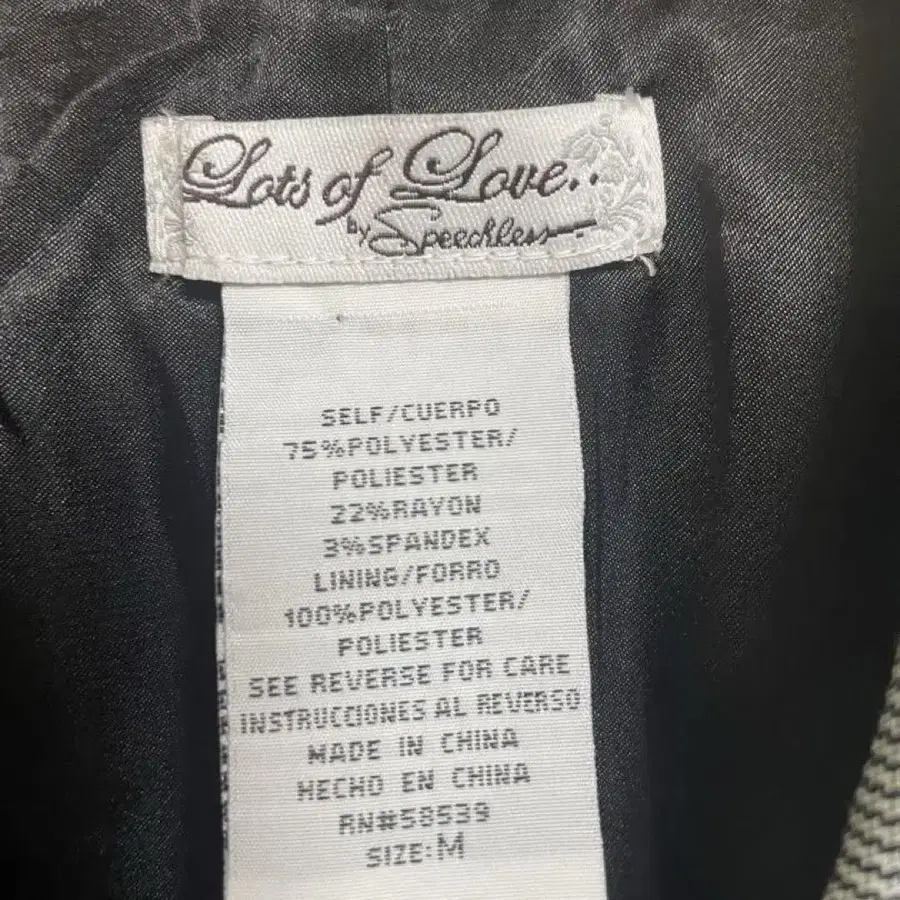 Lots of Love..
by Speechless
SELF/CUERPO
75%POLYESTER/
POLIESTER
22%RAYON
3%SPANDEX
LINING/FORRO
100%POLYESTER/
POLIESTER
SEE REVERSE FOR CARE
INSTRUCCIONES AL REVERSO
MADE IN CHINA
HECHO EN CHINA
RN#58539
SIZE:M